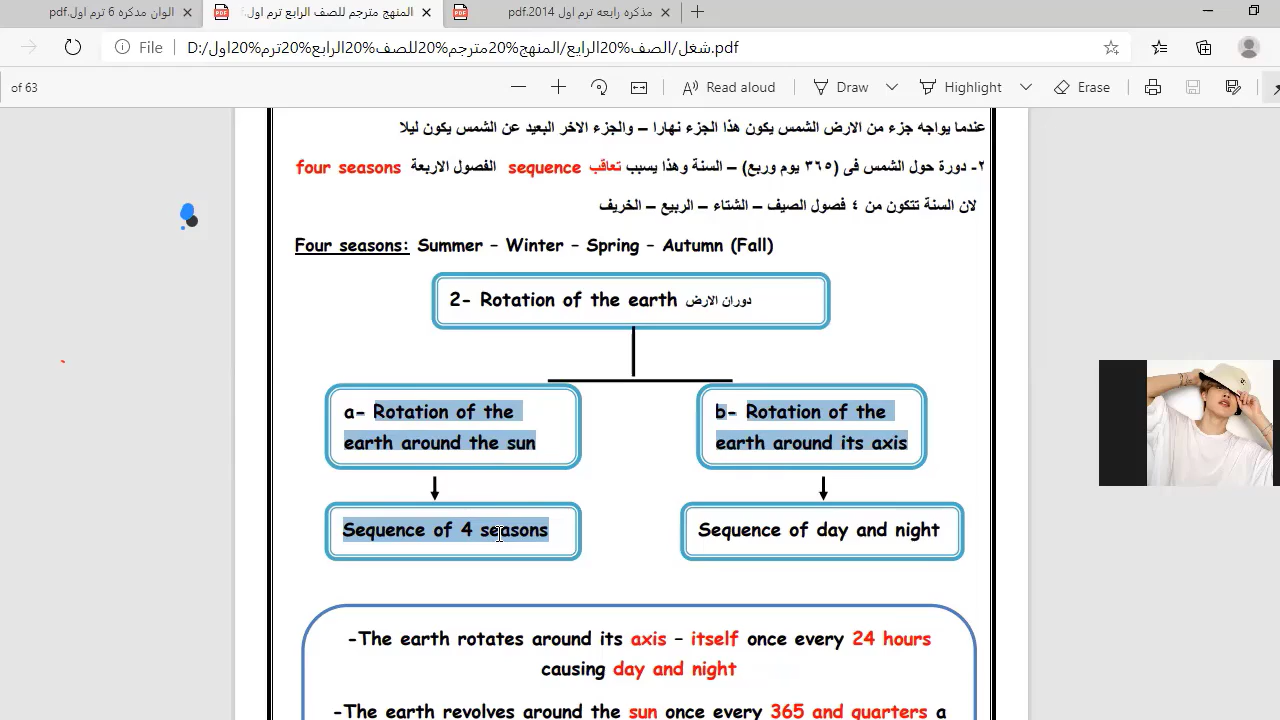 الوان مذكره 6 ترم اول.pdf
المنهج مترجم للصف الرابع ترم اول.pdf
مذكره رابعه ترم اول 2014.pdf
File D:/شغل/الصف%20الرابع/المنهج%20مترجم%20للصف%20الرابع%20ترم%20اول.pdf
of 63
Read aloud Draw Highlight Erase
عندما يواجه جزء من الارض الشمس يكون هذا الجزء نهارا – والجزء الاخر البعيد عن الشمس يكون ليلا
٢- دورة حول الشمس فى (٣٦٥ يوم وربع) – السنة وهذا يسبب تعاقب sequence الفصول الاربعة four seasons
لان السنة تتكون من ٤ فصول الصيف – الشتاء – الربيع – الخريف
Four seasons: Summer – Winter – Spring – Autumn (Fall)
2- Rotation of the earth دوران الارض
a- Rotation of the
earth around the sun
b- Rotation of the
earth around its axis
Sequence of 4 seasons
Sequence of day and night
-The earth rotates around its axis – itself once every 24 hours
causing day and night
-The earth revolves around the sun once every 365 and quarters a